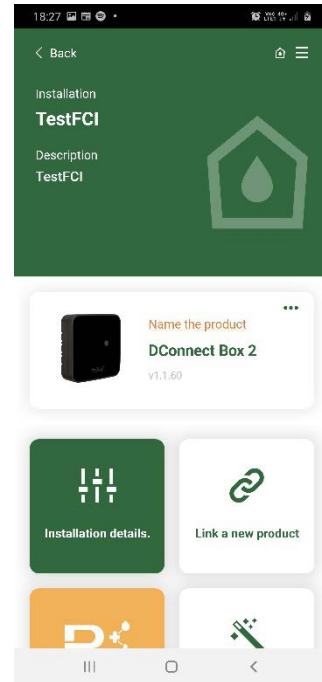 18:27
Back
Installation
TestFCI
Description
TestFCI
Name the product
DConnect Box 2
v1.1.60
Installation details.
Link a new product